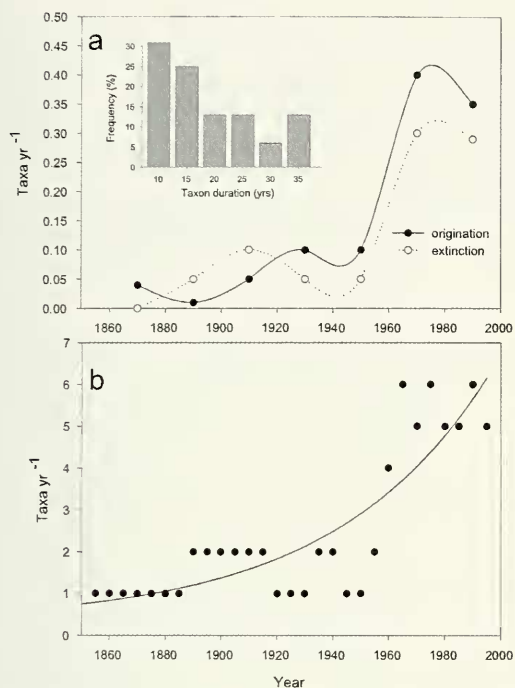 a
0.50
0.45
0.40
0.35
0.30
0.25
0.20
0.15
0.10
0.05
0.00
Taxa yr -1
30
25
20
15
10
5
0
Frequency (%)
10 15 20 25 30 35
Taxon duration (yrs)
origination
extinction
1860 1880 1900 1920 1940 1960 1980 2000
b
7
6
5
4
3
2
1
0
Taxa yr -1
1860 1880 1900 1920 1940 1960 1980 2000
Year